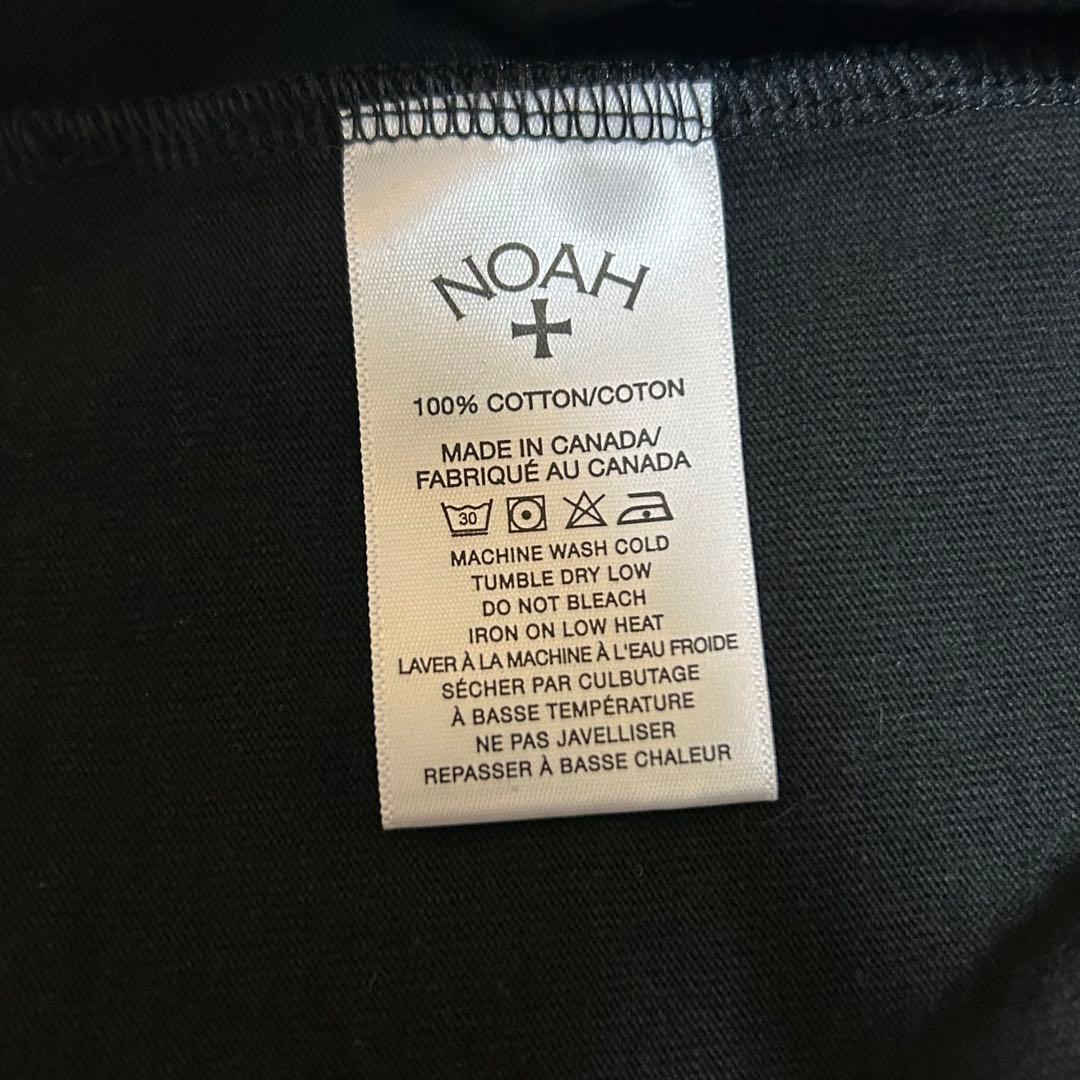 NOAH
100% COTTON/COTON
MADE IN CANADA/
FABRIQUÉ AU CANADA
30
MACHINE WASH COLD
TUMBLE DRY LOW
DO NOT BLEACH
IRON ON LOW HEAT
LAVER À LA MACHINE À L'EAU FROIDE
SÉCHER PAR CULBUTAGE
À BASSE TEMPÉRATURE
NE PAS JAVELLISER
REPASSER À BASSE CHALEUR